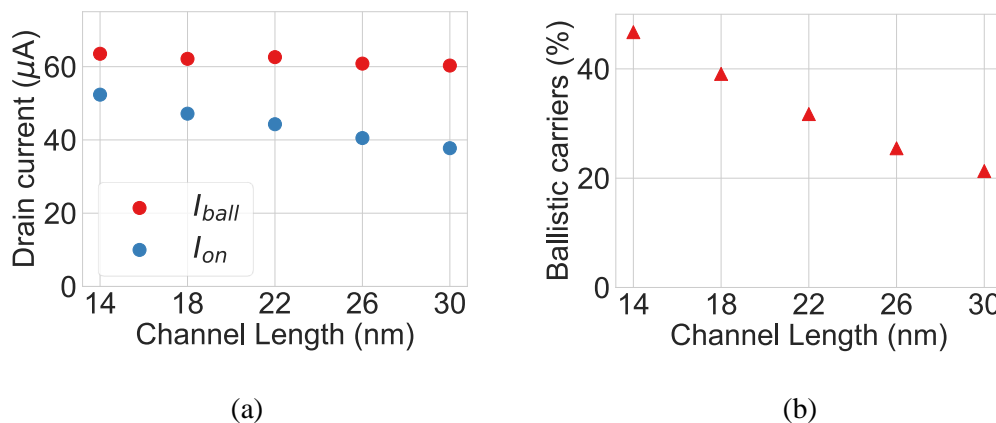 Drain current (μA)
60
40
20
0
I_ball
I_on
14 18 22 26 30
Channel Length (nm)
(a)
Ballistic carriers (%)
40
20
0
14 18 22 26 30
Channel Length (nm)
(b)